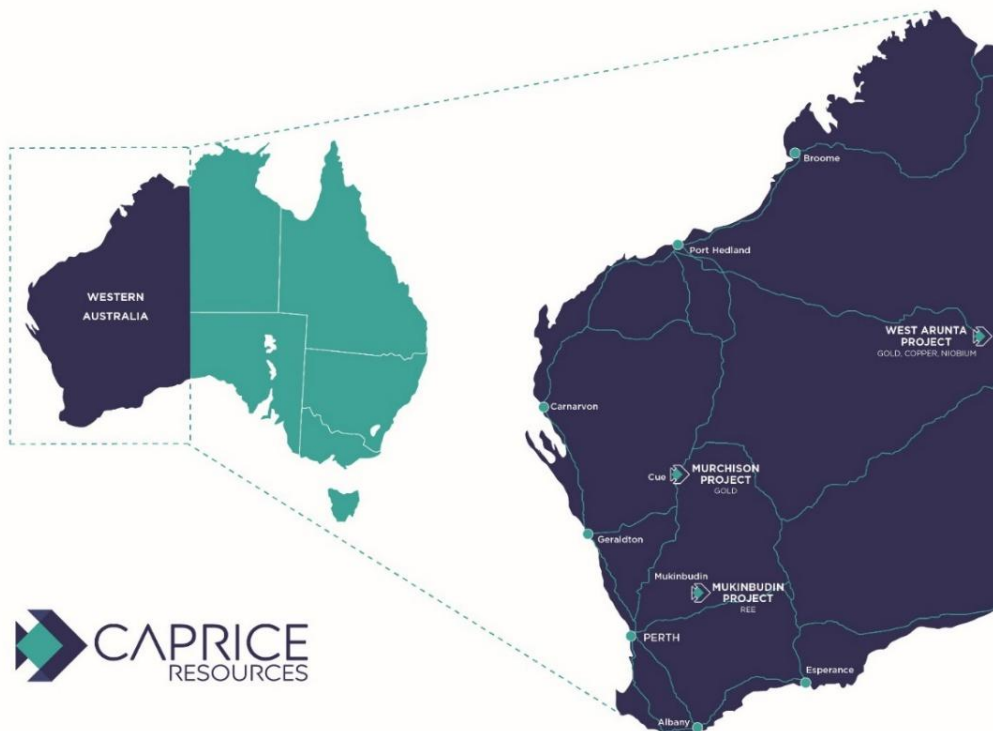 WESTERN
AUSTRALIA
Broome
Port Hedland
WEST ARUNTA
PROJECT
GOLD, COPPER, NIOBIUM
Carnarvon
Cue
MURCHISON
PROJECT
GOLD
Geraldton
Mukinbudin
MUKINBUDIN
PROJECT
REE
PERTH
Esperance
Albany
CAPRICE
RESOURCES